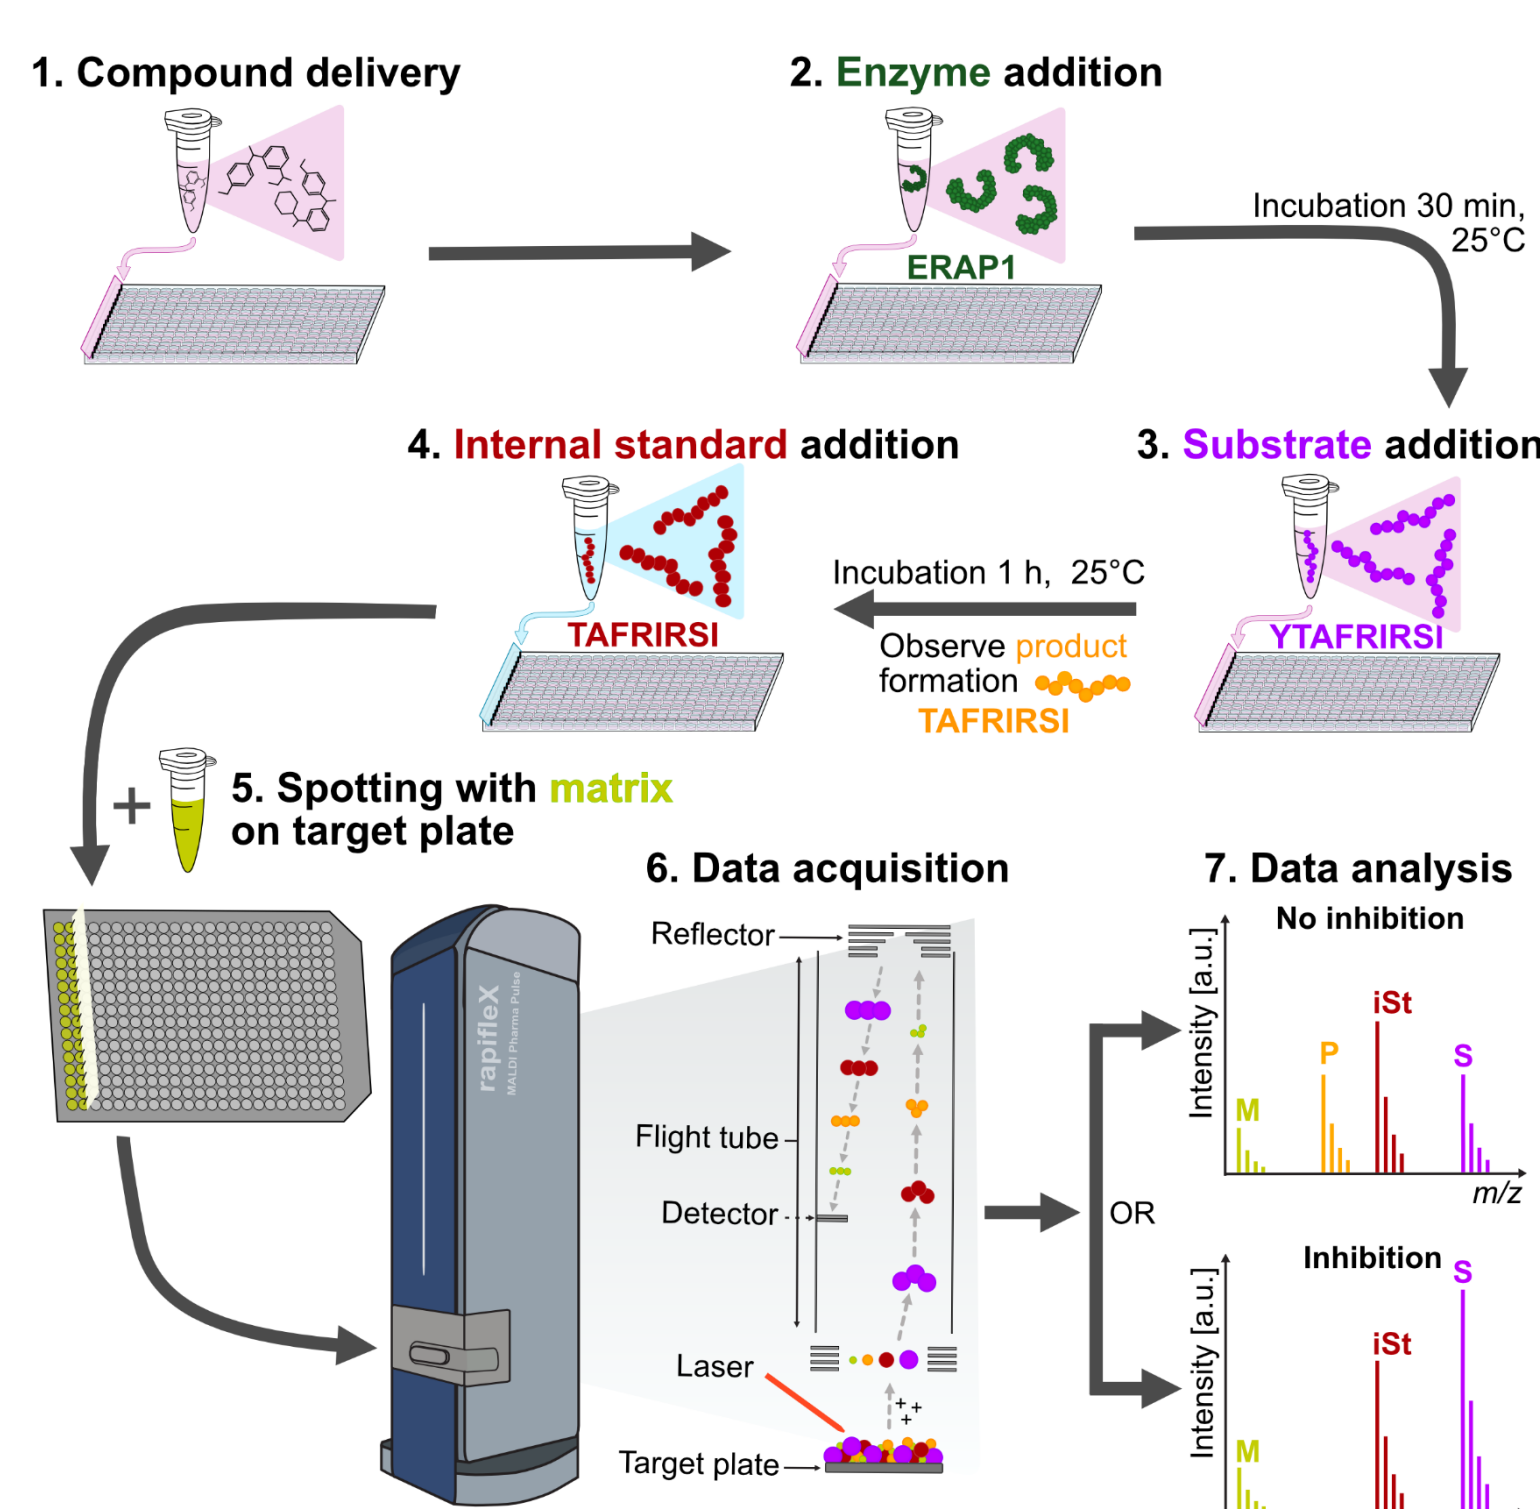 1. Compound delivery
2. Enzyme addition
ERAP1
Incubation 30 min,
25°C
3. Substrate addition
YTAFRIRSI
Incubation 1 h, 25°C
Observe product
formation
TAFRIRSI
4. Internal standard addition
TAFRIRSI
+
5. Spotting with matrix
on target plate
rapifleX
MALDI Pharma Pulse
6. Data acquisition
Reflector
Flight tube
Detector
Laser
+ +
+
Target plate
OR
7. Data analysis
No inhibition
Intensity [a.u.]
M
P
iSt
S
m/z
Inhibition
Intensity [a.u.]
M
iSt
S